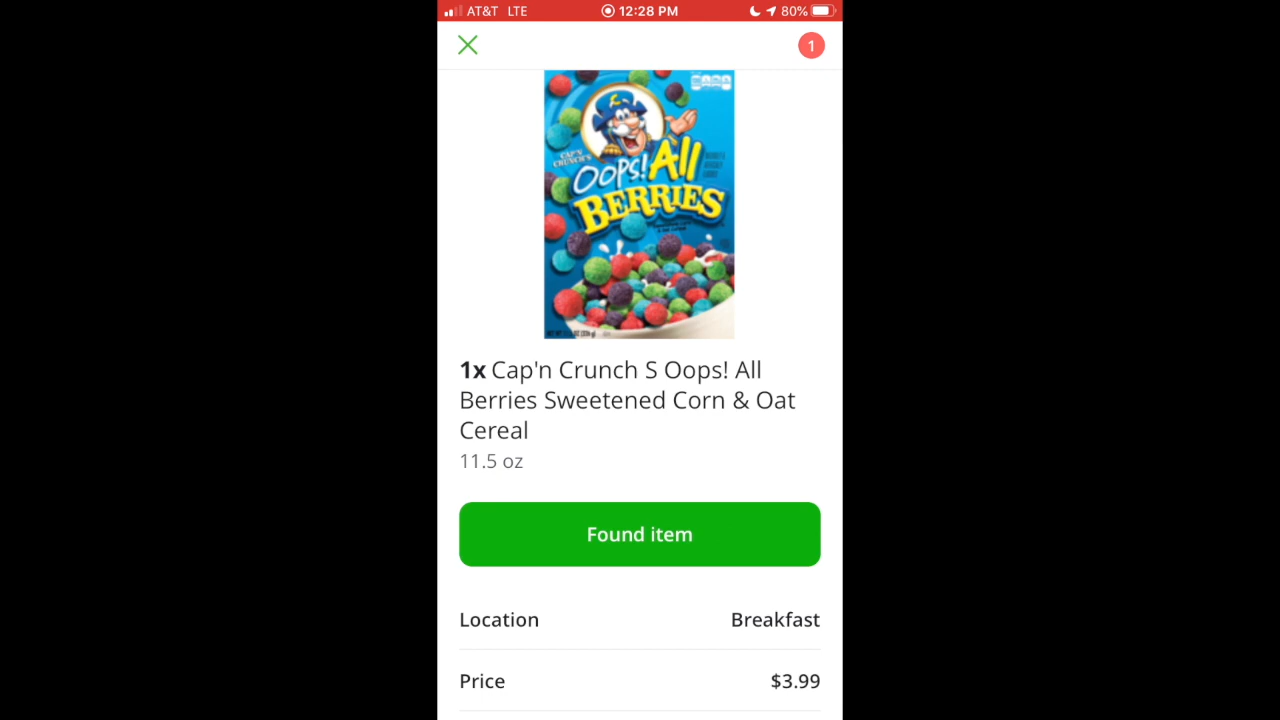 AT&T LTE 12:28 PM 80%
1
CAP'N
CRUNCH'S
OOPS! All
BERRIES
1x Cap'n Crunch S Oops! All
Berries Sweetened Corn & Oat
Cereal
11.5 oz
Found item
Location Breakfast
Price $3.99